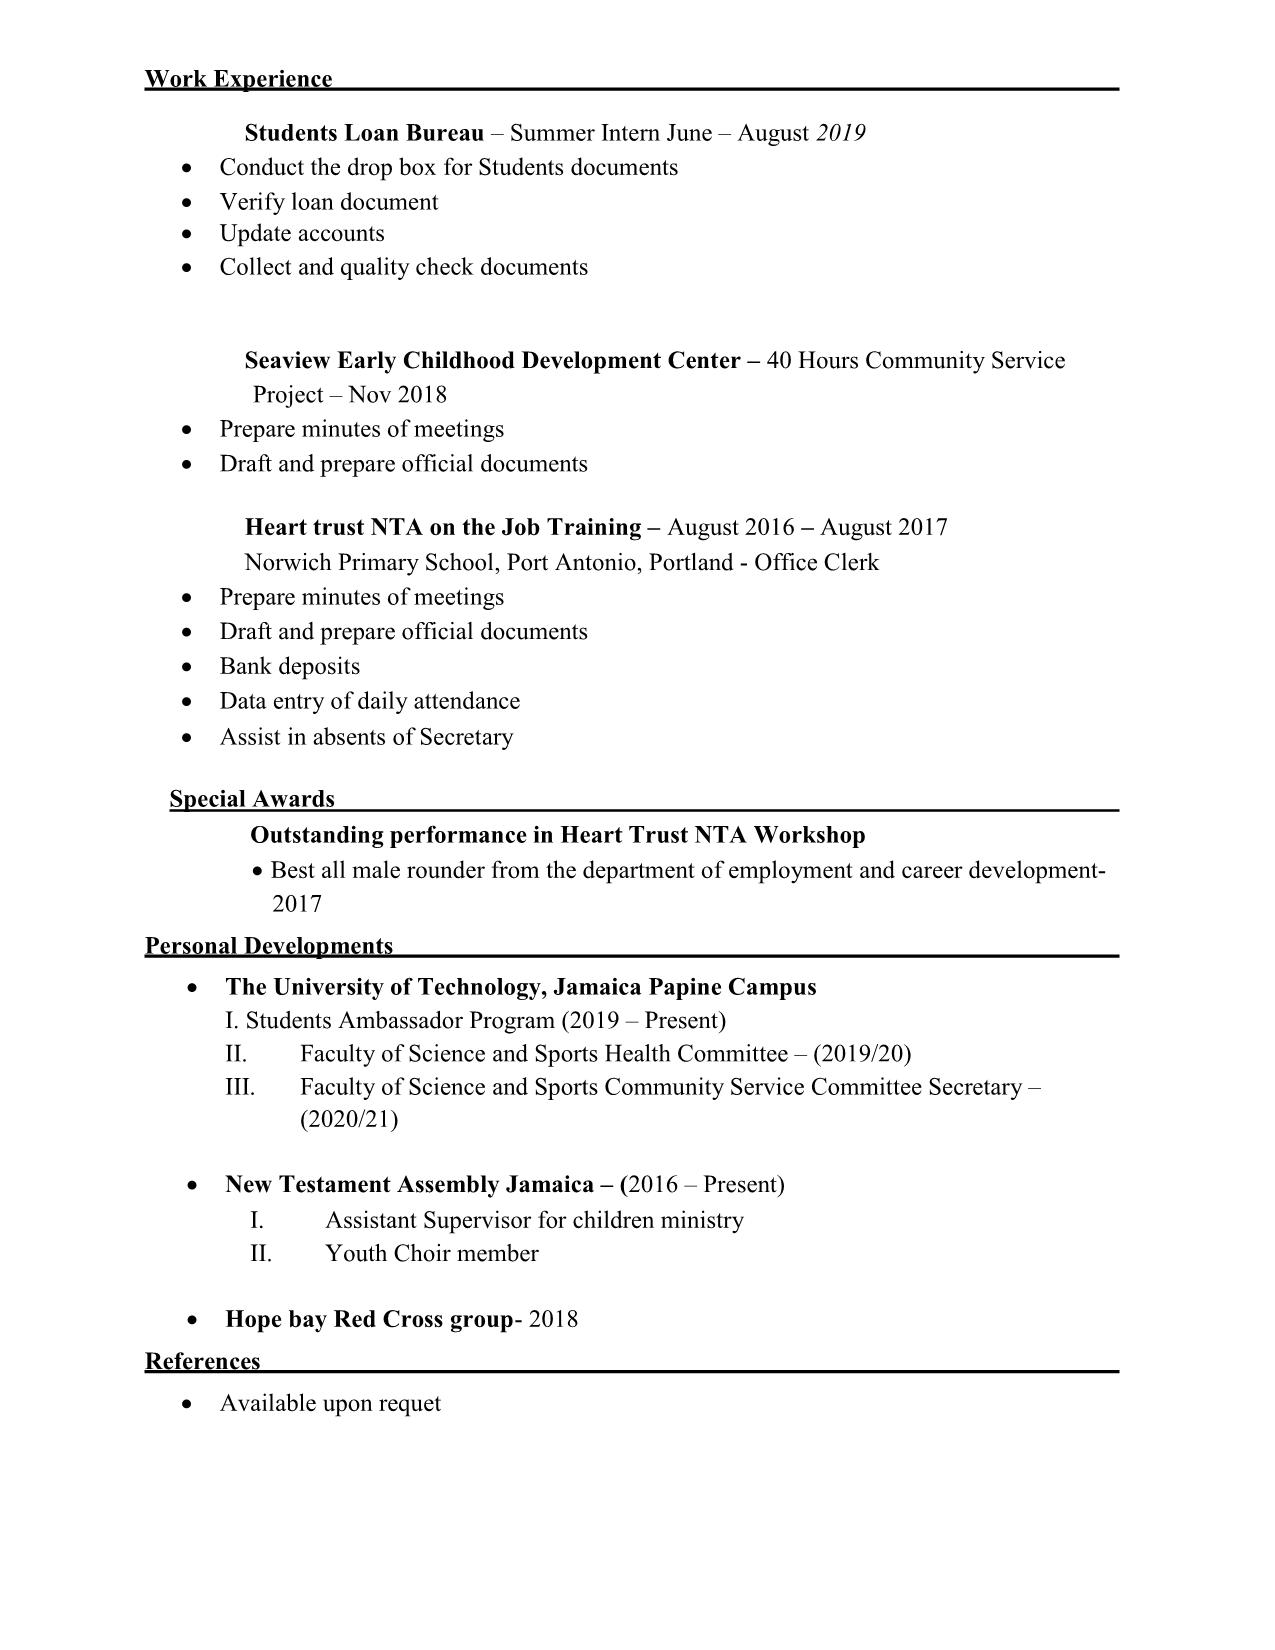 Work Experience
Students Loan Bureau – Summer Intern June – August 2019
• Conduct the drop box for Students documents
• Verify loan document
• Update accounts
• Collect and quality check documents
Seaview Early Childhood Development Center – 40 Hours Community Service
Project – Nov 2018
• Prepare minutes of meetings
• Draft and prepare official documents
Heart trust NTA on the Job Training – August 2016 – August 2017
Norwich Primary School, Port Antonio, Portland - Office Clerk
• Prepare minutes of meetings
• Draft and prepare official documents
• Bank deposits
• Data entry of daily attendance
• Assist in absents of Secretary
Special Awards
Outstanding performance in Heart Trust NTA Workshop
• Best all male rounder from the department of employment and career development-
2017
Personal Developments
• The University of Technology, Jamaica Papine Campus
I. Students Ambassador Program (2019 – Present)
II. Faculty of Science and Sports Health Committee – (2019/20)
III. Faculty of Science and Sports Community Service Committee Secretary –
(2020/21)
• New Testament Assembly Jamaica – (2016 – Present)
I. Assistant Supervisor for children ministry
II. Youth Choir member
• Hope bay Red Cross group- 2018
References
• Available upon requet